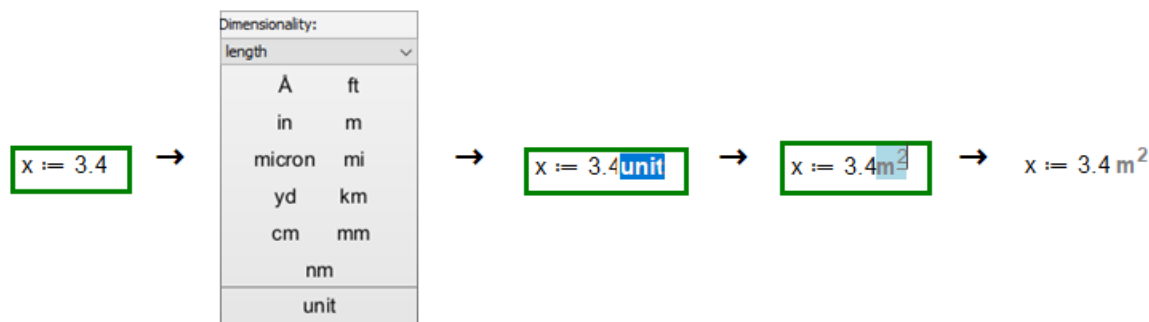 x := 3.4
→
Dimensionality:
length
Å ft
in m
micron mi
yd km
cm mm
nm
unit
→
x := 3.4unit
→
x := 3.4m²
→
x := 3.4 m²